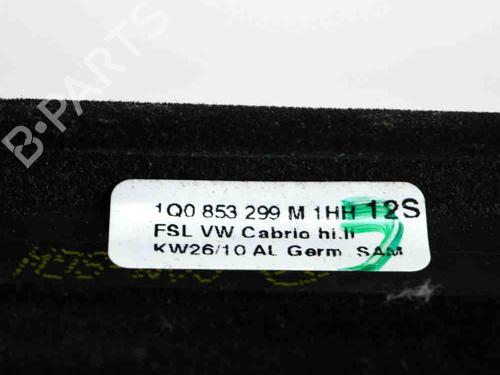 B-PARTS
1Q0 853 299 M 1HH 12S
FSL VW Cabrio hi.li
KW26/10 AL Germ. SAM